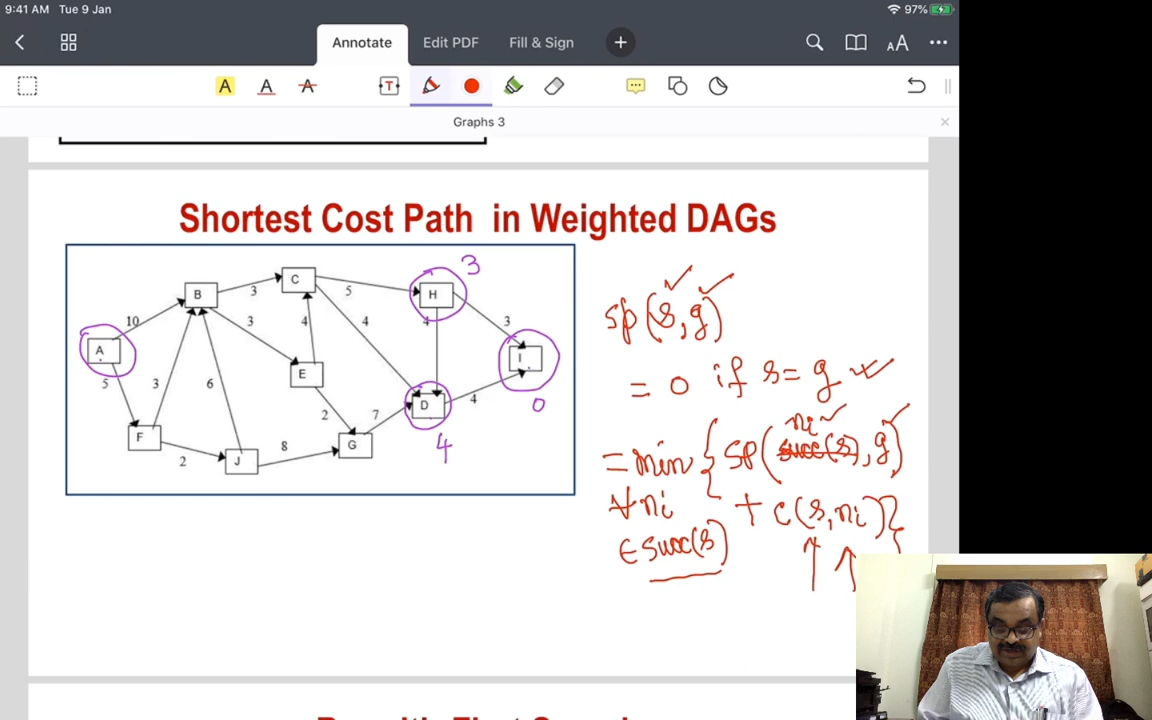 9:41 AM Tue 9 Jan
97%
Annotate Edit PDF Fill & Sign
A A A T AA
Graphs 3
Shortest Cost Path in Weighted DAGs
3
C
B 3 5 H
10 3 4 4 4 3
A I
5 3 6 E 0
2 7 D 4
F 8 G 4
2 J
sp(s,g)
= 0 if s = g
ni
= min { sp(succ(s), g)
∀ni + c(s, ni) }
∈ succ(s)